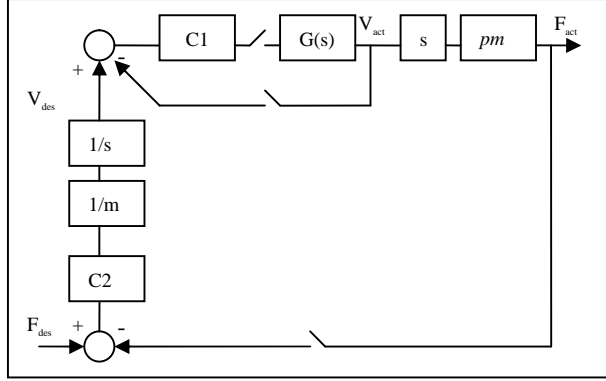 C1
G(s)
V_act
s
pm
F_act
+
-
V_des
1/s
1/m
C2
F_des
+
-